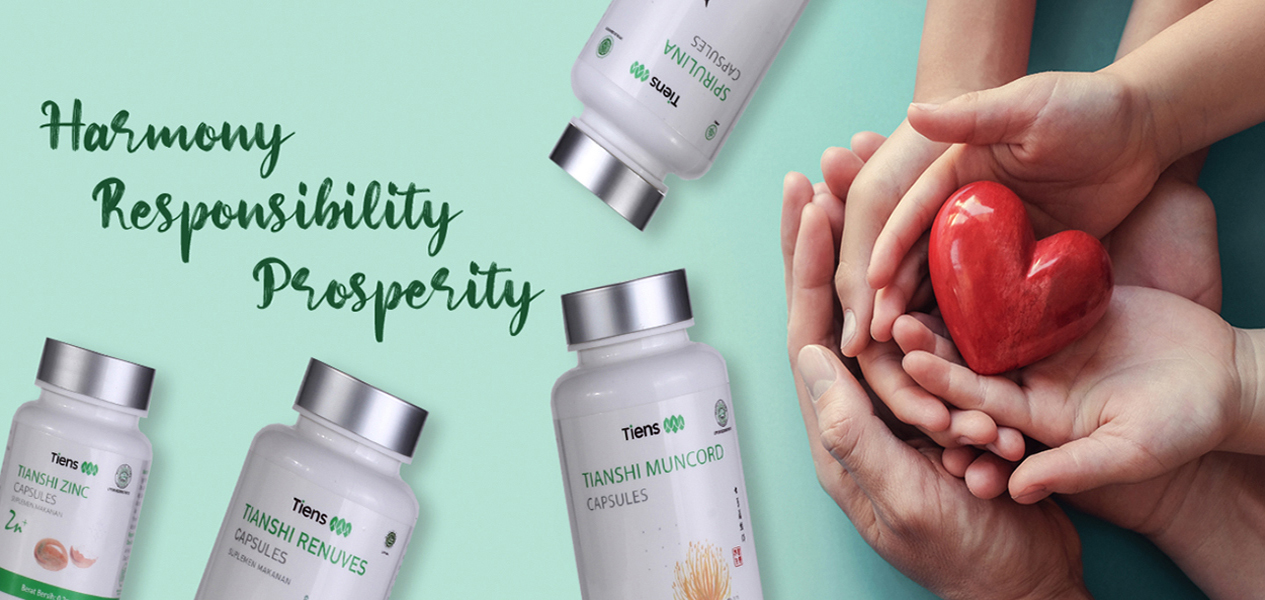 Harmony
Responsibility
Prosperity
Tiens
SPIRULINA
CAPSULES
Tiens
TIANSHI MUNCORD
CAPSULES
Tiens
TIANSHI RENUVES
CAPSULES
SUPLEMEN MAKANAN
Tiens
TIANSHI ZINC
CAPSULES
SUPLEMEN MAKANAN
Zn+